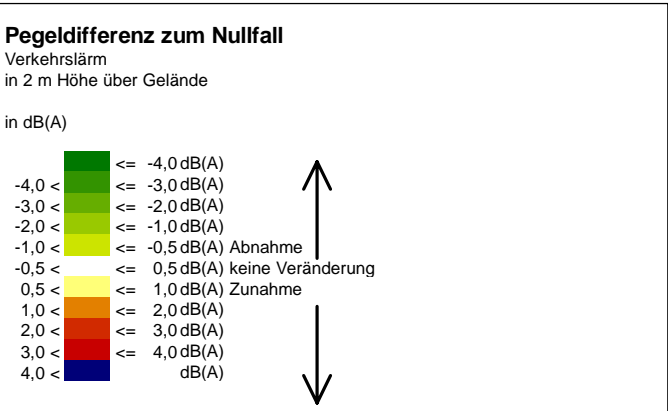 Pegeldifferenz zum Nullfall
Verkehrslärm
in 2 m Höhe über Gelände
in dB(A)
<= -4,0 dB(A)
-4,0 < <= -3,0 dB(A)
-3,0 < <= -2,0 dB(A)
-2,0 < <= -1,0 dB(A)
-1,0 < <= -0,5 dB(A) Abnahme
-0,5 < <= 0,5 dB(A) keine Veränderung
0,5 < <= 1,0 dB(A) Zunahme
1,0 < <= 2,0 dB(A)
2,0 < <= 3,0 dB(A)
3,0 < <= 4,0 dB(A)
4,0 < dB(A)